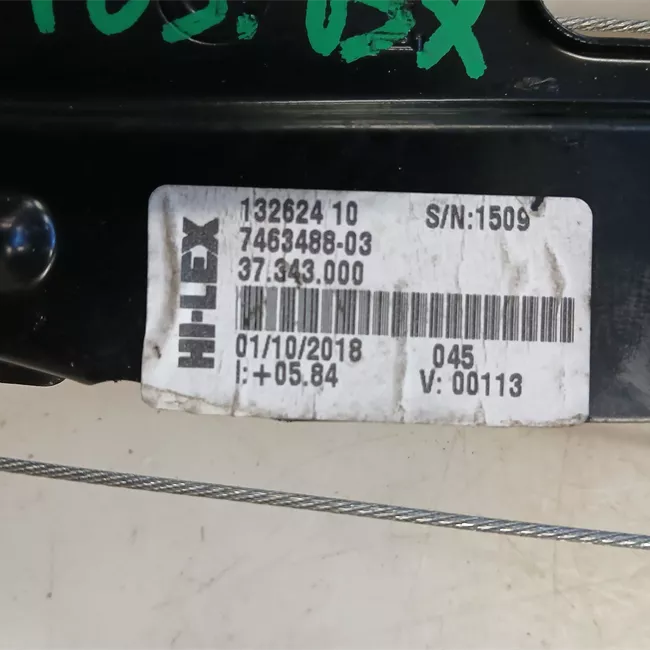 HI-LEX
132624 10 S/N:1509
7463488-03
37.343.000
01/10/2018 045
I:+05.84 V: 00113